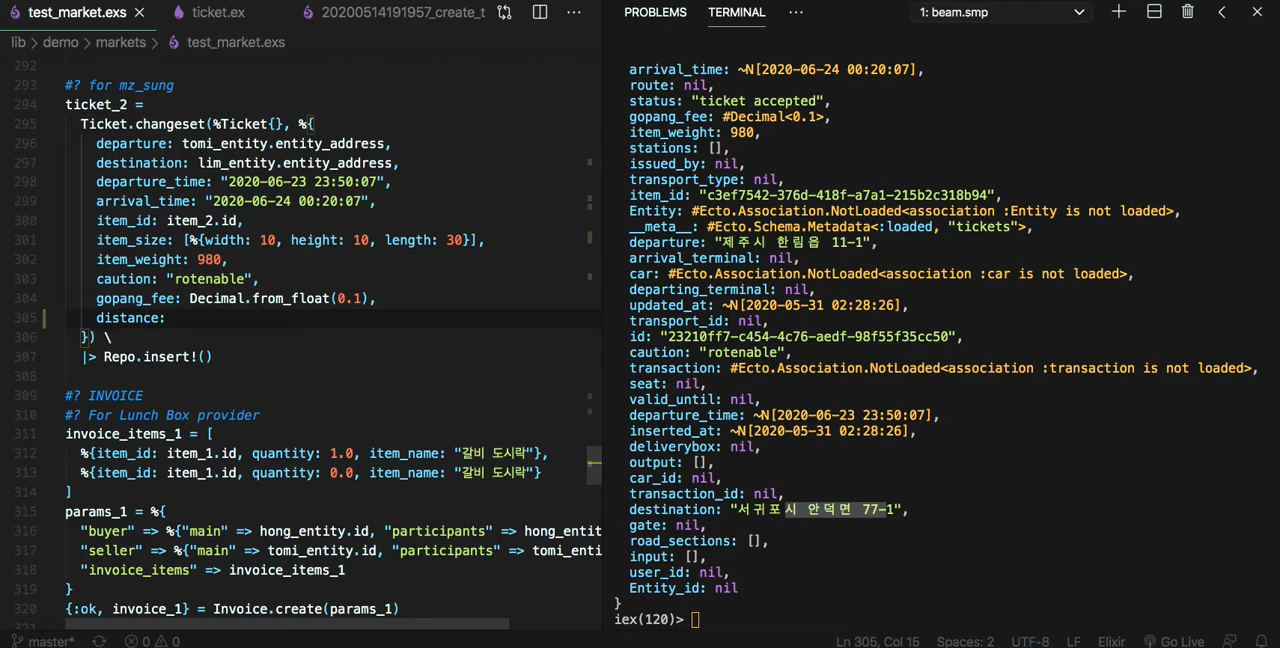 test_market.exs
ticket.ex
20200514191957_create_t
PROBLEMS
TERMINAL
1: beam.smp
lib > demo > markets > test_market.exs
292
293 #? for mz_sung
294 ticket_2 =
295 Ticket.changeset(%Ticket{}, %{
296 departure: tomi_entity.entity_address,
297 destination: lim_entity.entity_address,
298 departure_time: "2020-06-23 23:50:07",
299 arrival_time: "2020-06-24 00:20:07",
300 item_id: item_2.id,
301 item_size: [%{width: 10, height: 10, length: 30}],
302 item_weight: 980,
303 caution: "rotenable",
304 gopang_fee: Decimal.from_float(0.1),
305 distance:
306 }) \
307 |> Repo.insert!()
308
309 #? INVOICE
310 #? For Lunch Box provider
311 invoice_items_1 = [
312 %{item_id: item_1.id, quantity: 1.0, item_name: "갈비 도시락"},
313 %{item_id: item_1.id, quantity: 0.0, item_name: "갈비 도시락"}
314 ]
315 params_1 = %{
316 "buyer" => %{"main" => hong_entity.id, "participants" => hong_entit
317 "seller" => %{"main" => tomi_entity.id, "participants" => tomi_enti
318 "invoice_items" => invoice_items_1
319 }
320 {:ok, invoice_1} = Invoice.create(params_1)
321
arrival_time: ~N[2020-06-24 00:20:07],
route: nil,
status: "ticket accepted",
gopang_fee: #Decimal<0.1>,
item_weight: 980,
stations: [],
issued_by: nil,
transport_type: nil,
item_id: "c3ef7542-376d-418f-a7a1-215b2c318b94",
Entity: #Ecto.Association.NotLoaded<association :Entity is not loaded>,
__meta__: #Ecto.Schema.Metadata<:loaded, "tickets">,
departure: "제주시 한림읍 11-1",
arrival_terminal: nil,
car: #Ecto.Association.NotLoaded<association :car is not loaded>,
departing_terminal: nil,
updated_at: ~N[2020-05-31 02:28:26],
transport_id: nil,
id: "23210ff7-c454-4c76-aedf-98f55f35cc50",
caution: "rotenable",
transaction: #Ecto.Association.NotLoaded<association :transaction is not loaded>,
seat: nil,
valid_until: nil,
departure_time: ~N[2020-06-23 23:50:07],
inserted_at: ~N[2020-05-31 02:28:26],
deliverybox: nil,
output: [],
car_id: nil,
transaction_id: nil,
destination: "서귀포시 안덕면 77-1",
gate: nil,
road_sections: [],
input: [],
user_id: nil,
Entity_id: nil
}
iex(120)>
master*
0
0
Ln 305, Col 15
Spaces: 2
UTF-8
LF
Elixir
Go Live